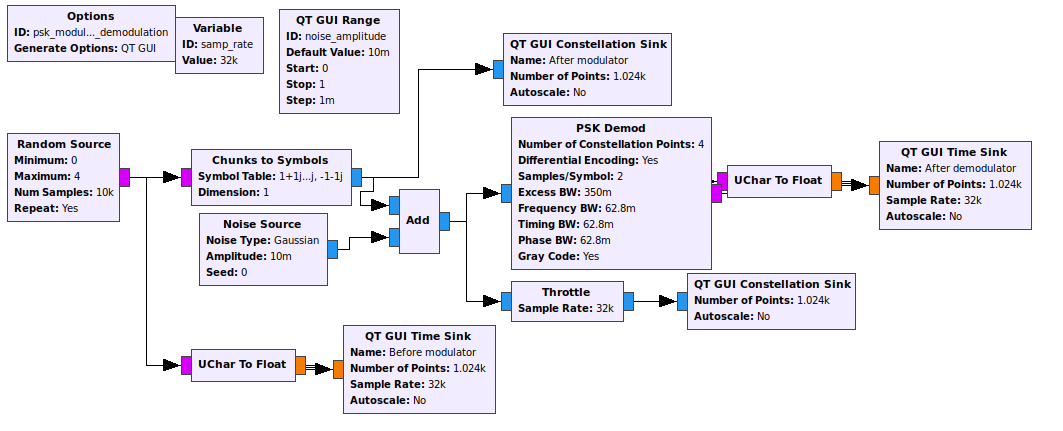 Options
ID: psk_modul..._demodulation
Generate Options: QT GUI
Variable
ID: samp_rate
Value: 32k
QT GUI Range
ID: noise_amplitude
Default Value: 10m
Start: 0
Stop: 1
Step: 1m
QT GUI Constellation Sink
Name: After modulator
Number of Points: 1.024k
Autoscale: No
Random Source
Minimum: 0
Maximum: 4
Num Samples: 10k
Repeat: Yes
Chunks to Symbols
Symbol Table: 1+1j...j, -1-1j
Dimension: 1
Noise Source
Noise Type: Gaussian
Amplitude: 10m
Seed: 0
Add
PSK Demod
Number of Constellation Points: 4
Differential Encoding: Yes
Samples/Symbol: 2
Excess BW: 350m
Frequency BW: 62.8m
Timing BW: 62.8m
Phase BW: 62.8m
Gray Code: Yes
UChar To Float
QT GUI Time Sink
Name: After demodulator
Number of Points: 1.024k
Sample Rate: 32k
Autoscale: No
Throttle
Sample Rate: 32k
QT GUI Constellation Sink
Number of Points: 1.024k
Autoscale: No
UChar To Float
QT GUI Time Sink
Name: Before modulator
Number of Points: 1.024k
Sample Rate: 32k
Autoscale: No